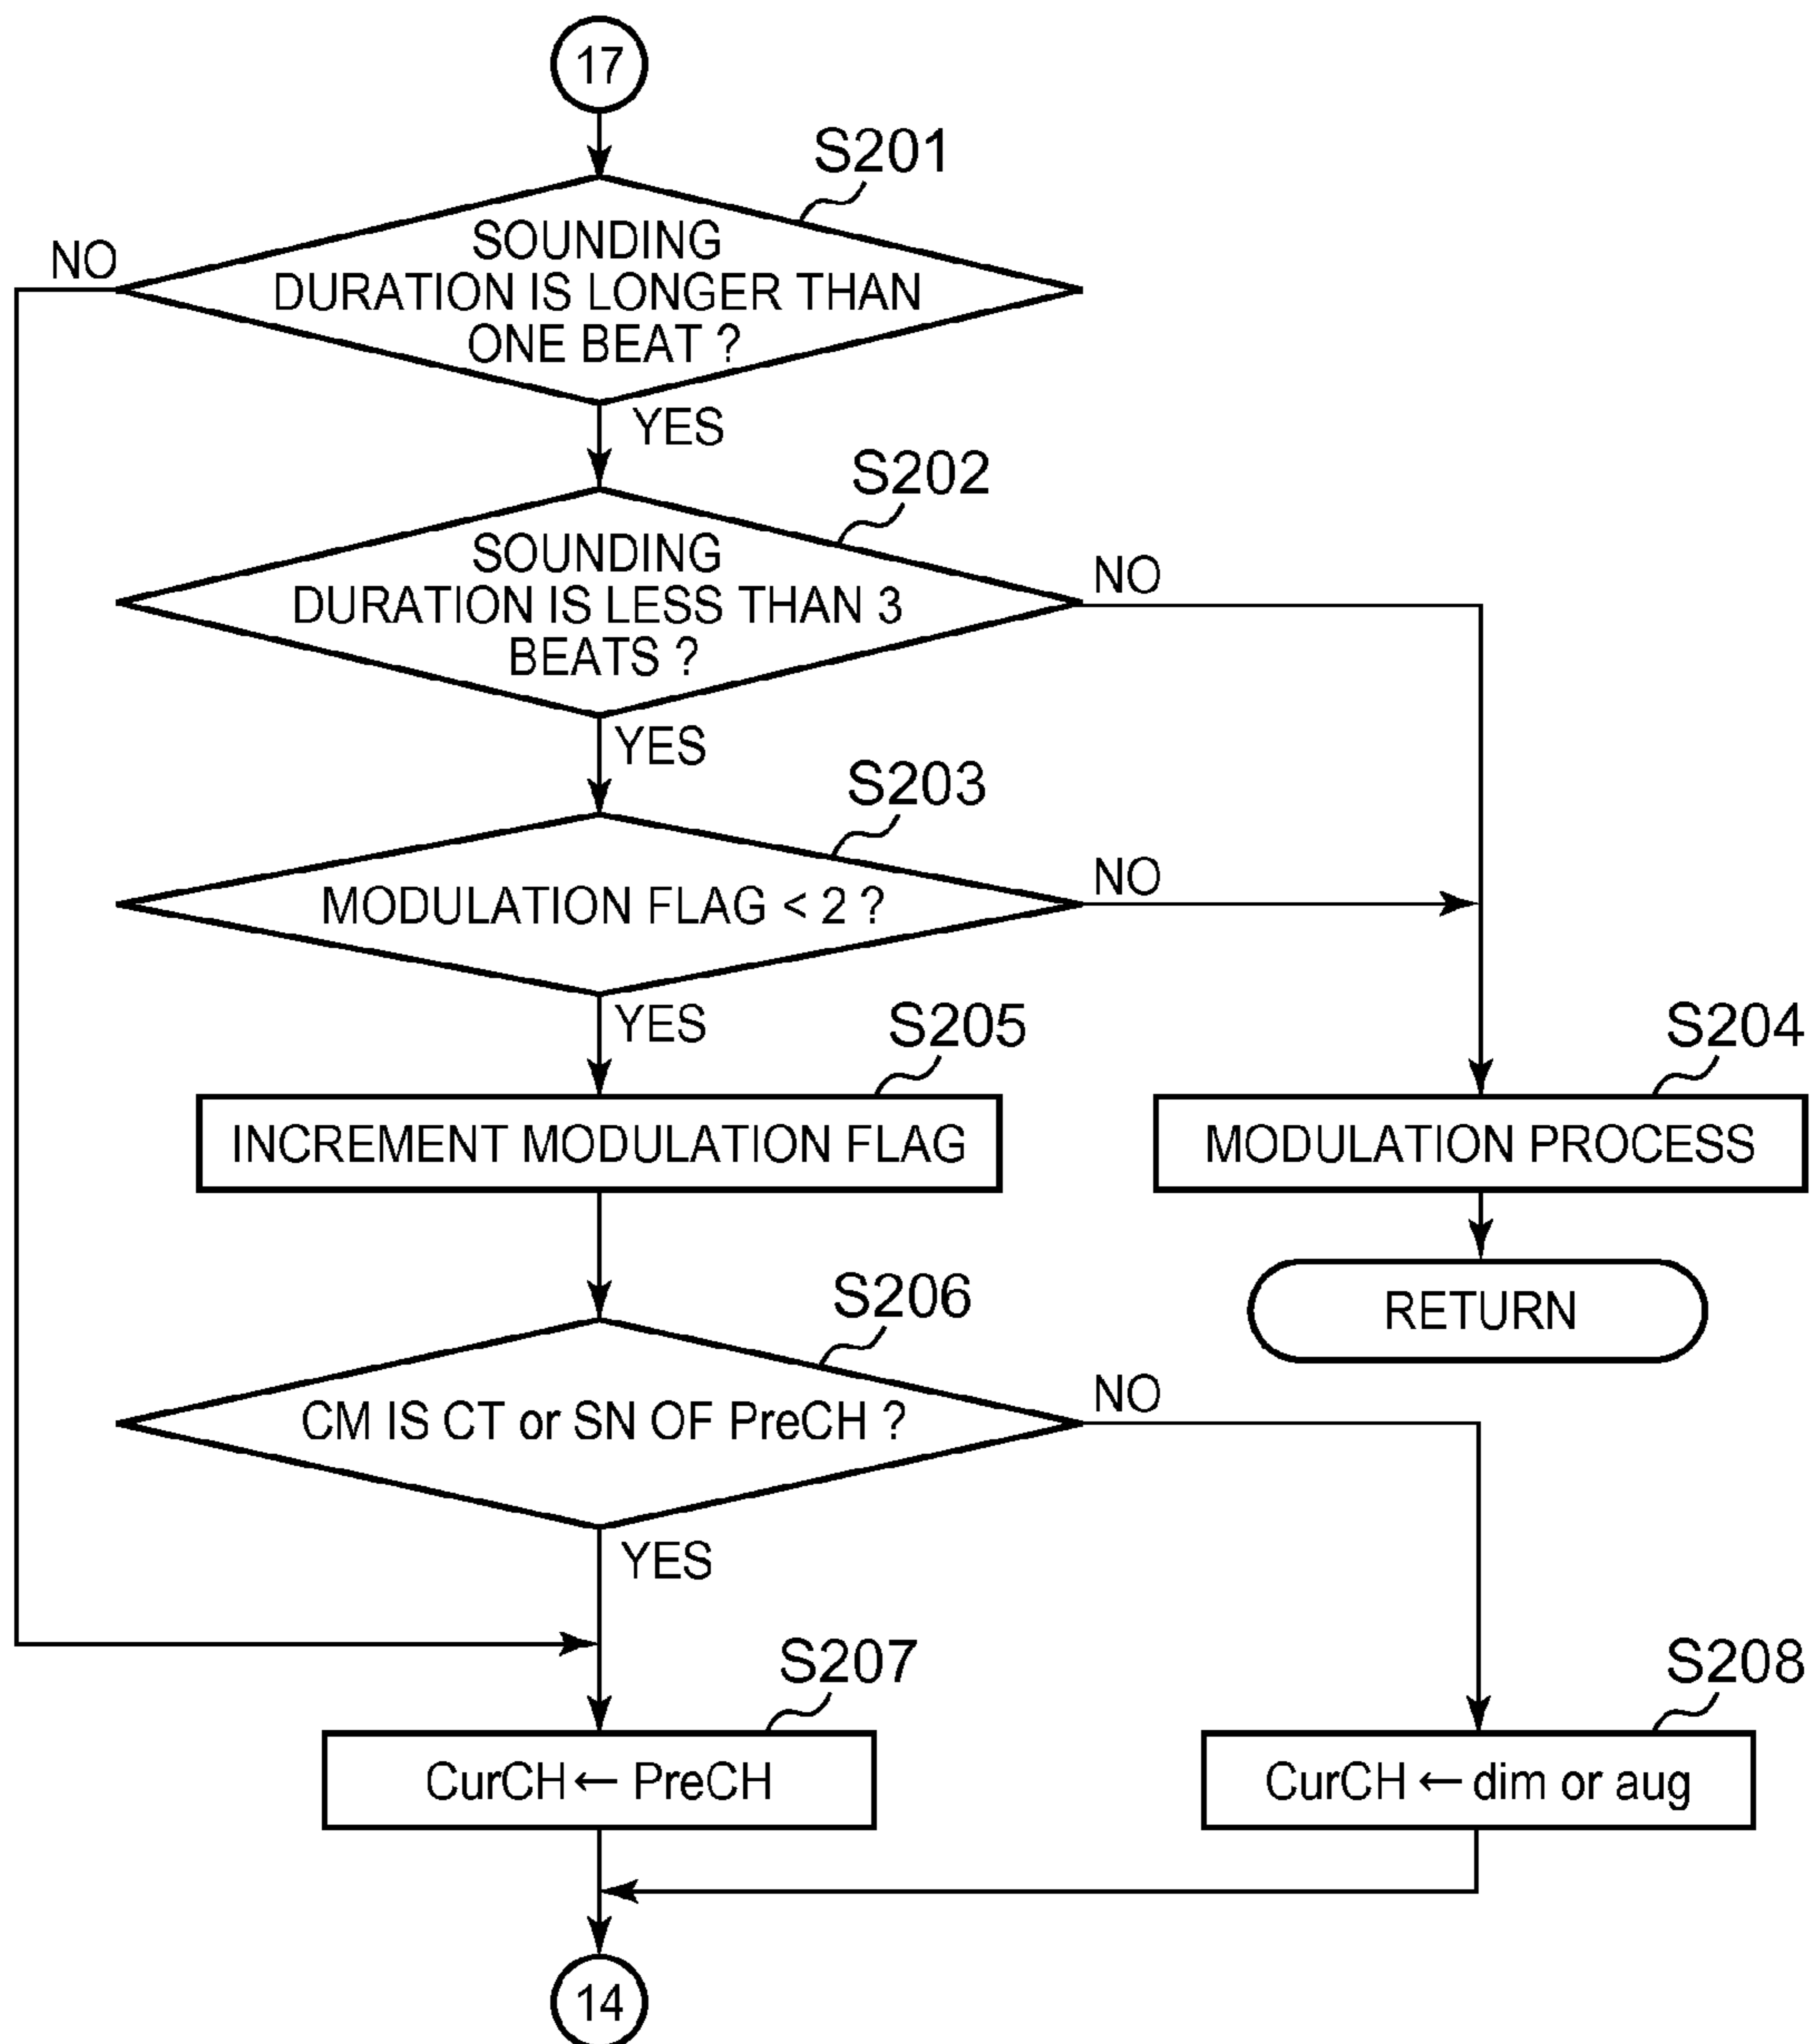 17
S201
SOUNDING
DURATION IS LONGER THAN
ONE BEAT ?
NO
YES
S202
SOUNDING
DURATION IS LESS THAN 3
BEATS ?
NO
YES
S203
MODULATION FLAG < 2 ?
NO
YES
S205
INCREMENT MODULATION FLAG
S204
MODULATION PROCESS
RETURN
S206
CM IS CT or SN OF PreCH ?
NO
YES
S207
CurCH ← PreCH
S208
CurCH ← dim or aug
14